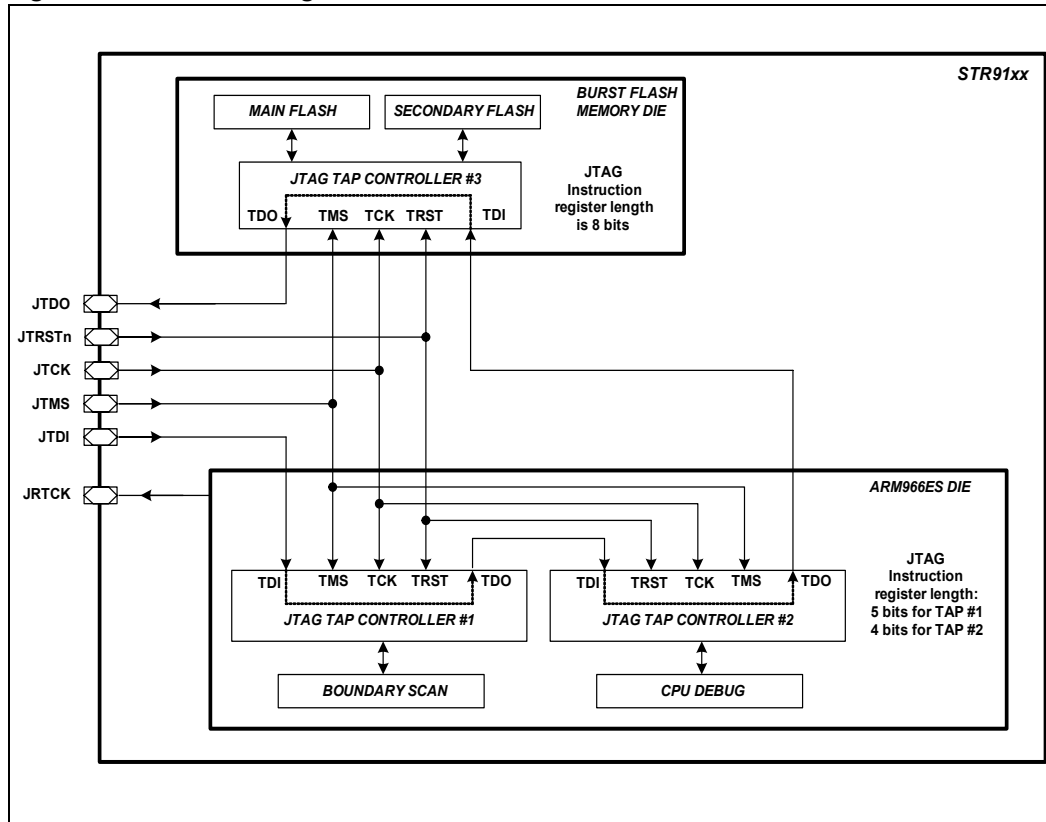 STR91xx
BURST FLASH
MEMORY DIE
MAIN FLASH
SECONDARY FLASH
JTAG TAP CONTROLLER #3
TDO TMS TCK TRST TDI
JTAG
Instruction
register length
is 8 bits
JTDO
JTRSTn
JTCK
JTMS
JTDI
JRTCK
ARM966ES DIE
TDI TMS TCK TRST TDO
JTAG TAP CONTROLLER #1
BOUNDARY SCAN
TDI TRST TCK TMS TDO
JTAG TAP CONTROLLER #2
CPU DEBUG
JTAG
Instruction
register length:
5 bits for TAP #1
4 bits for TAP #2